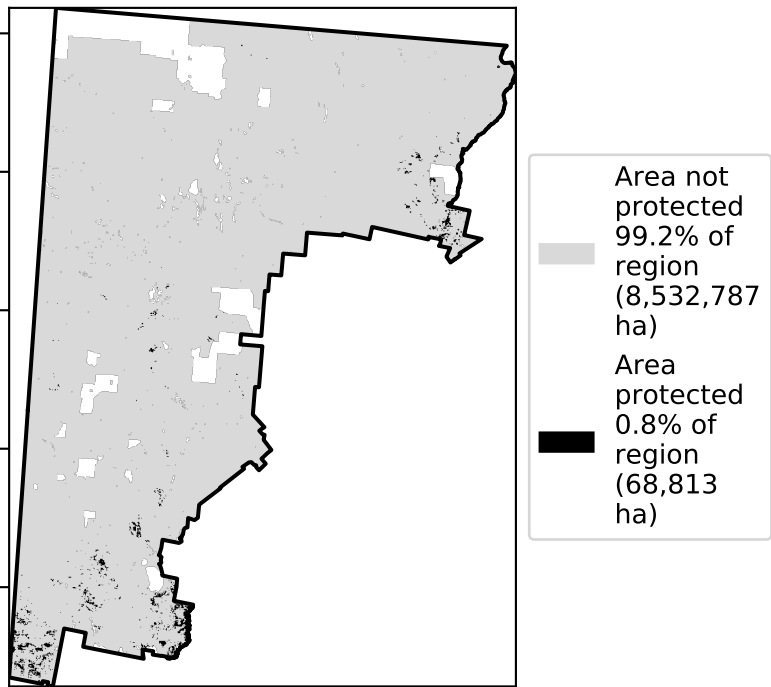 Area not
protected
99.2% of
region
(8,532,787
ha)
Area
protected
0.8% of
region
(68,813
ha)